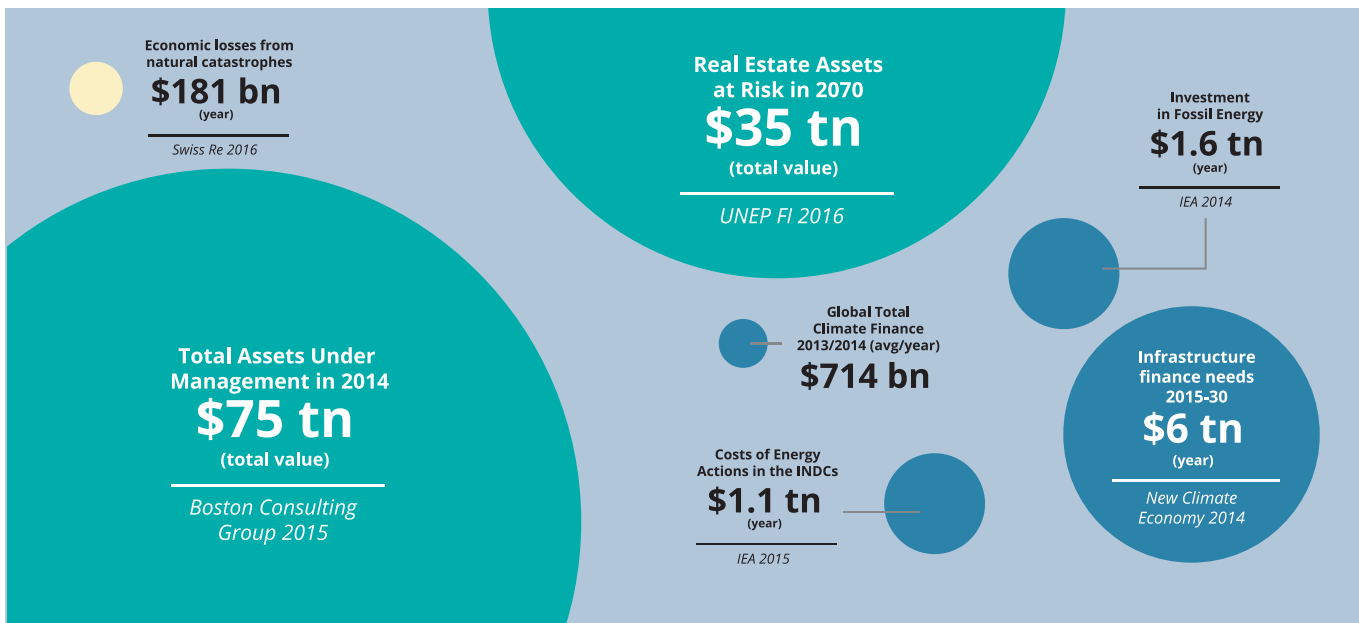 Economic losses from
natural catastrophes
$181 bn
(year)
Swiss Re 2016
Real Estate Assets
at Risk in 2070
$35 tn
(total value)
UNEP FI 2016
Investment
in Fossil Energy
$1.6 tn
(year)
IEA 2014
Total Assets Under
Management in 2014
$75 tn
(total value)
Boston Consulting
Group 2015
Global Total
Climate Finance
2013/2014 (avg/year)
$714 bn
Costs of Energy
Actions in the INDCs
$1.1 tn
(year)
IEA 2015
Infrastructure
finance needs
2015-30
$6 tn
(year)
New Climate
Economy 2014